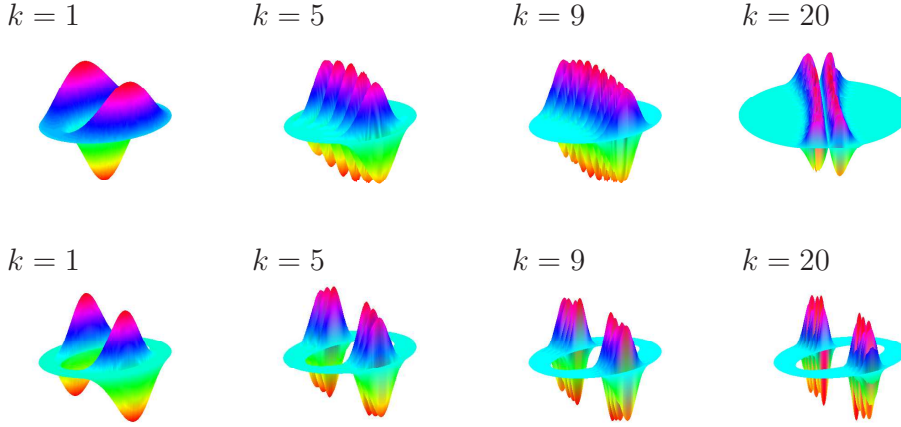 k = 1 k = 5 k = 9 k = 20
k = 1 k = 5 k = 9 k = 20